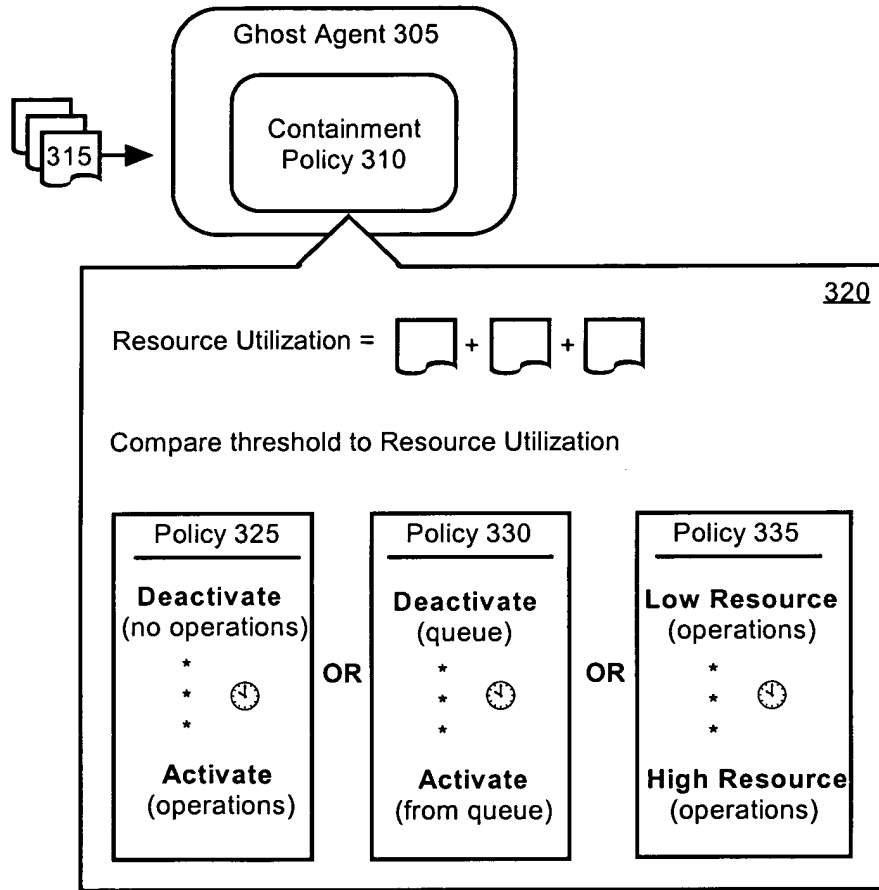 Ghost Agent 305
Containment
Policy 310
315
320
Resource Utilization = + +
Compare threshold to Resource Utilization
Policy 325
Deactivate
(no operations)
*
*
*
Activate
(operations)
OR
Policy 330
Deactivate
(queue)
*
*
*
Activate
(from queue)
OR
Policy 335
Low Resource
(operations)
*
*
*
High Resource
(operations)